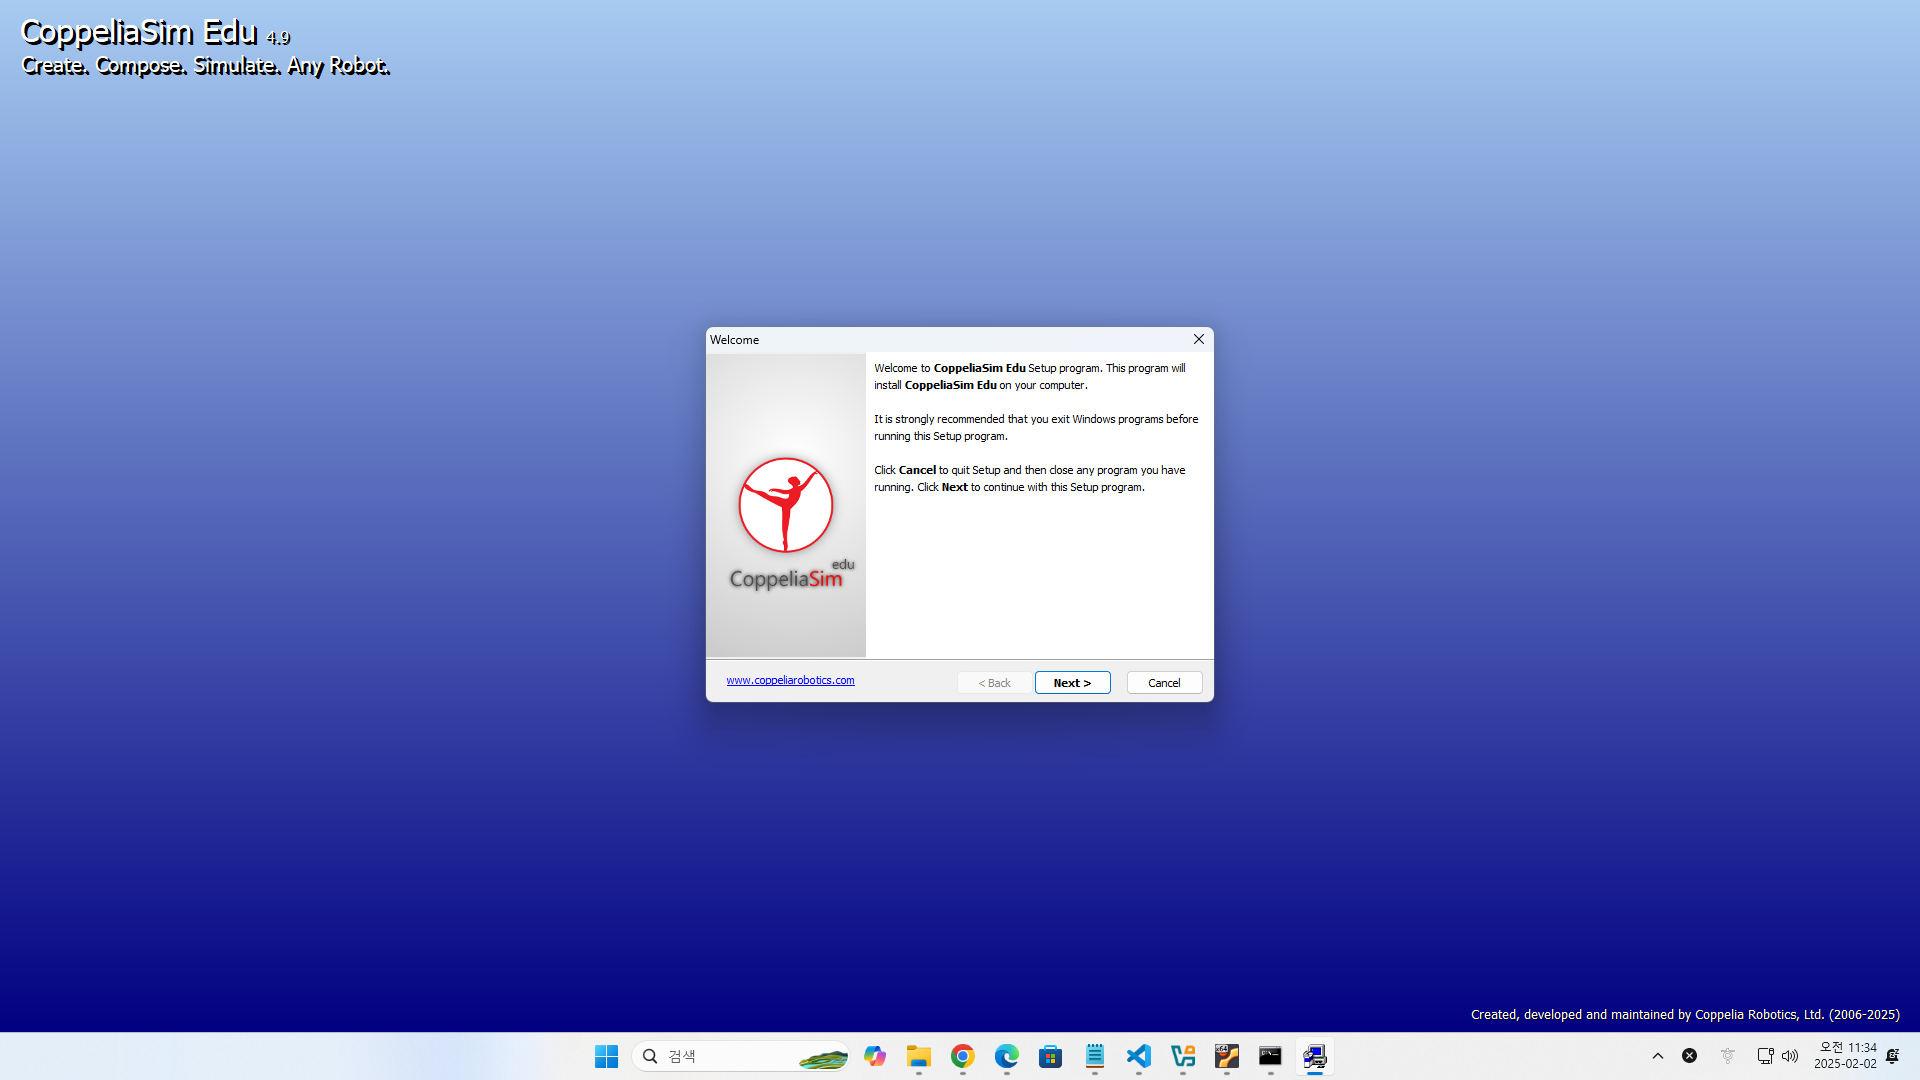 CoppeliaSim Edu 4.9
Create. Compose. Simulate. Any Robot.
Welcome
Welcome to CoppeliaSim Edu Setup program. This program will
install CoppeliaSim Edu on your computer.
It is strongly recommended that you exit Windows programs before
running this Setup program.
Click Cancel to quit Setup and then close any program you have
running. Click Next to continue with this Setup program.
edu
CoppeliaSim
www.coppeliarobotics.com
< Back
Next >
Cancel
Created, developed and maintained by Coppelia Robotics, Ltd. (2006-2025)
검색
오전 11:34
2025-02-02